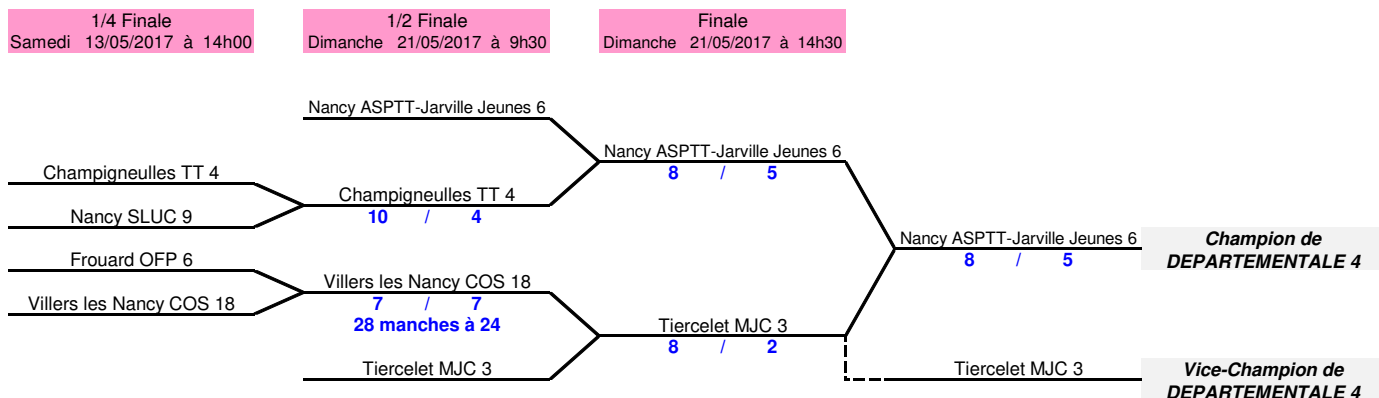 1/4 Finale
Samedi 13/05/2017 à 14h00
1/2 Finale
Dimanche 21/05/2017 à 9h30
Finale
Dimanche 21/05/2017 à 14h30
Nancy ASPTT-Jarville Jeunes 6
Nancy ASPTT-Jarville Jeunes 6
8 / 5
Champigneulles TT 4
Champigneulles TT 4
10 / 4
Nancy SLUC 9
Nancy ASPTT-Jarville Jeunes 6
8 / 5
Champion de
DEPARTEMENTALE 4
Frouard OFP 6
Villers les Nancy COS 18
7 / 7
28 manches à 24
Villers les Nancy COS 18
Tiercelet MJC 3
8 / 2
Tiercelet MJC 3
Tiercelet MJC 3
Vice-Champion de
DEPARTEMENTALE 4